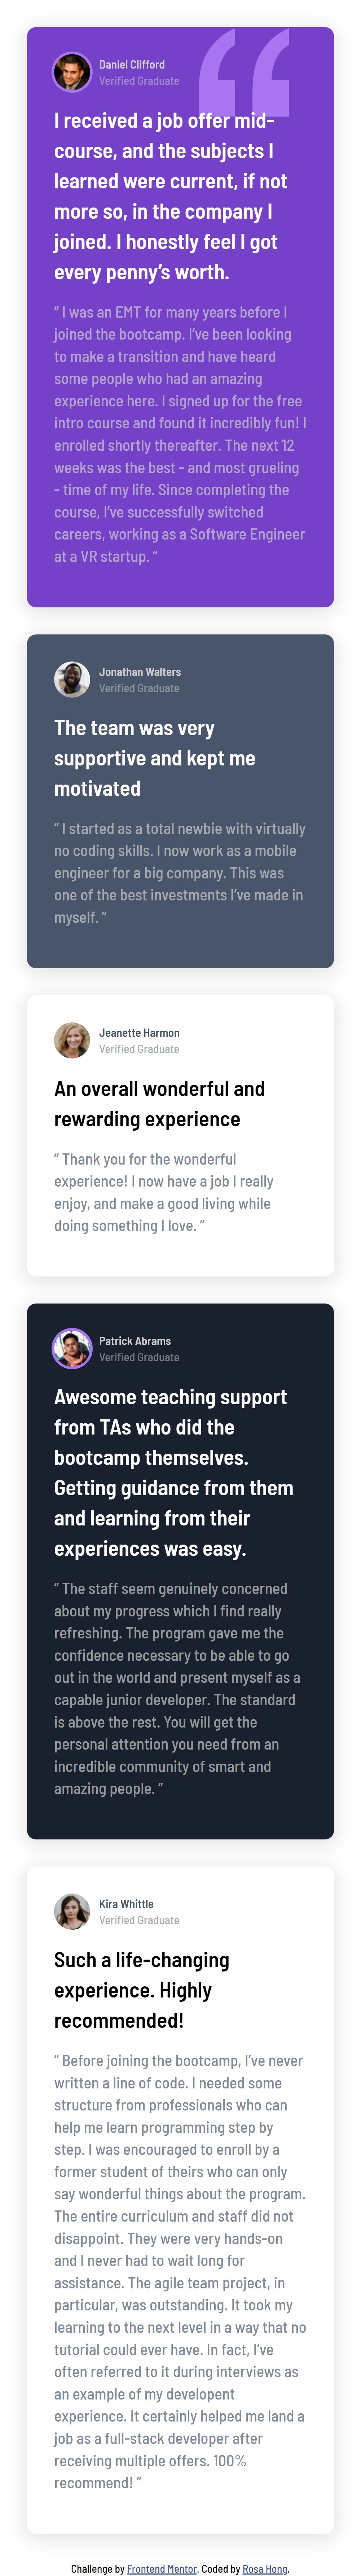 Daniel Clifford
Verified Graduate
I received a job offer mid-
course, and the subjects I
learned were current, if not
more so, in the company I
joined. I honestly feel I got
every penny’s worth.
“ I was an EMT for many years before I
joined the bootcamp. I’ve been looking
to make a transition and have heard
some people who had an amazing
experience here. I signed up for the free
intro course and found it incredibly fun! I
enrolled shortly thereafter. The next 12
weeks was the best – and most grueling
– time of my life. Since completing the
course, I’ve successfully switched
careers, working as a Software Engineer
at a VR startup. ”
Jonathan Walters
Verified Graduate
The team was very
supportive and kept me
motivated
“ I started as a total newbie with virtually
no coding skills. I now work as a mobile
engineer for a big company. This was
one of the best investments I’ve made in
myself. ”
Jeanette Harmon
Verified Graduate
An overall wonderful and
rewarding experience
“ Thank you for the wonderful
experience! I now have a job I really
enjoy, and make a good living while
doing something I love. ”
Patrick Abrams
Verified Graduate
Awesome teaching support
from TAs who did the
bootcamp themselves.
Getting guidance from them
and learning from their
experiences was easy.
“ The staff seem genuinely concerned
about my progress which I find really
refreshing. The program gave me the
confidence necessary to be able to go
out in the world and present myself as a
capable junior developer. The standard
is above the rest. You will get the
personal attention you need from an
incredible community of smart and
amazing people. ”
Kira Whittle
Verified Graduate
Such a life-changing
experience. Highly
recommended!
“ Before joining the bootcamp, I’ve never
written a line of code. I needed some
structure from professionals who can
help me learn programming step by
step. I was encouraged to enroll by a
former student of theirs who can only
say wonderful things about the program.
The entire curriculum and staff did not
disappoint. They were very hands-on
and I never had to wait long for
assistance. The agile team project, in
particular, was outstanding. It took my
learning to the next level in a way that no
tutorial could ever have. In fact, I’ve
often referred to it during interviews as
an example of my developent
experience. It certainly helped me land a
job as a full-stack developer after
receiving multiple offers. 100%
recommend! ”
Challenge by Frontend Mentor. Coded by Rosa Hong.